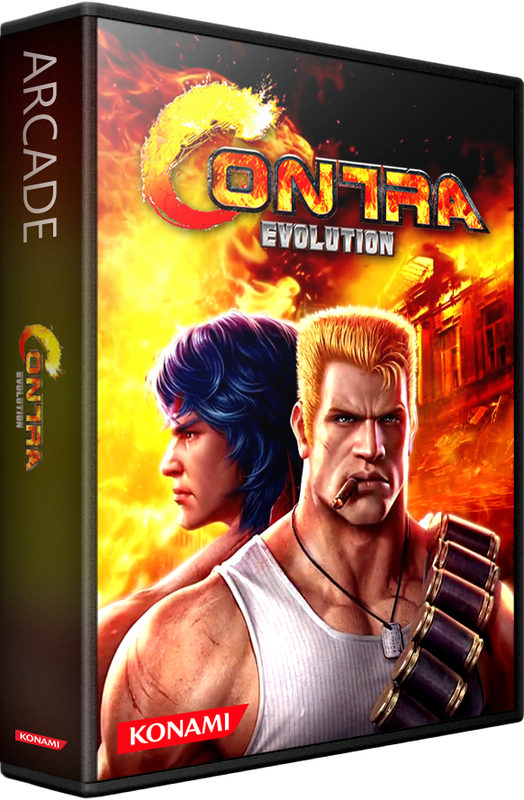 ARCADE
CONTRA
EVOLUTION
KONAMI
CONTRA
EVOLUTION
KONAMI